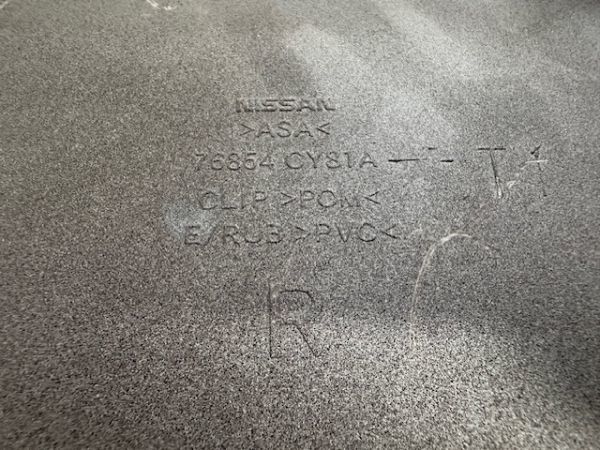 NISSAN
>ASA<
76854 CY81A
CLIP >POM<
E/RUB >PVC<
R